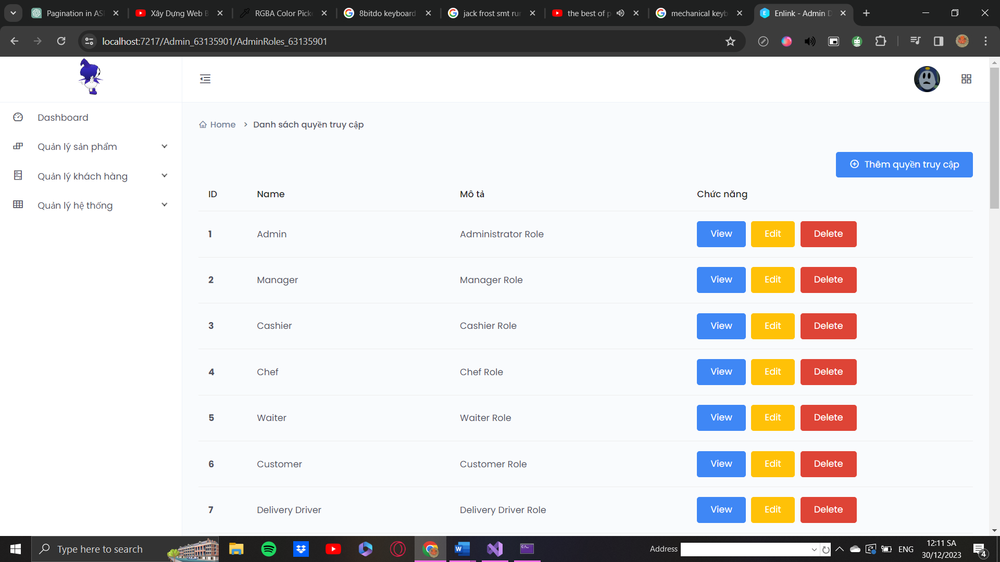 Pagination in AS
Xây Dựng Web B
RGBA Color Picke
8bitdo keyboard
jack frost smt run
the best of p
mechanical keyb
Enlink - Admin D
localhost:7217/Admin_63135901/AdminRoles_63135901
Dashboard
Quản lý sản phẩm
Quản lý khách hàng
Quản lý hệ thống
Home > Danh sách quyền truy cập
Thêm quyền truy cập
ID Name Mô tả Chức năng
1 Admin Administrator Role View Edit Delete
2 Manager Manager Role View Edit Delete
3 Cashier Cashier Role View Edit Delete
4 Chef Chef Role View Edit Delete
5 Waiter Waiter Role View Edit Delete
6 Customer Customer Role View Edit Delete
7 Delivery Driver Delivery Driver Role View Edit Delete
Type here to search
Address
ENG
12:11 SA
30/12/2023
4